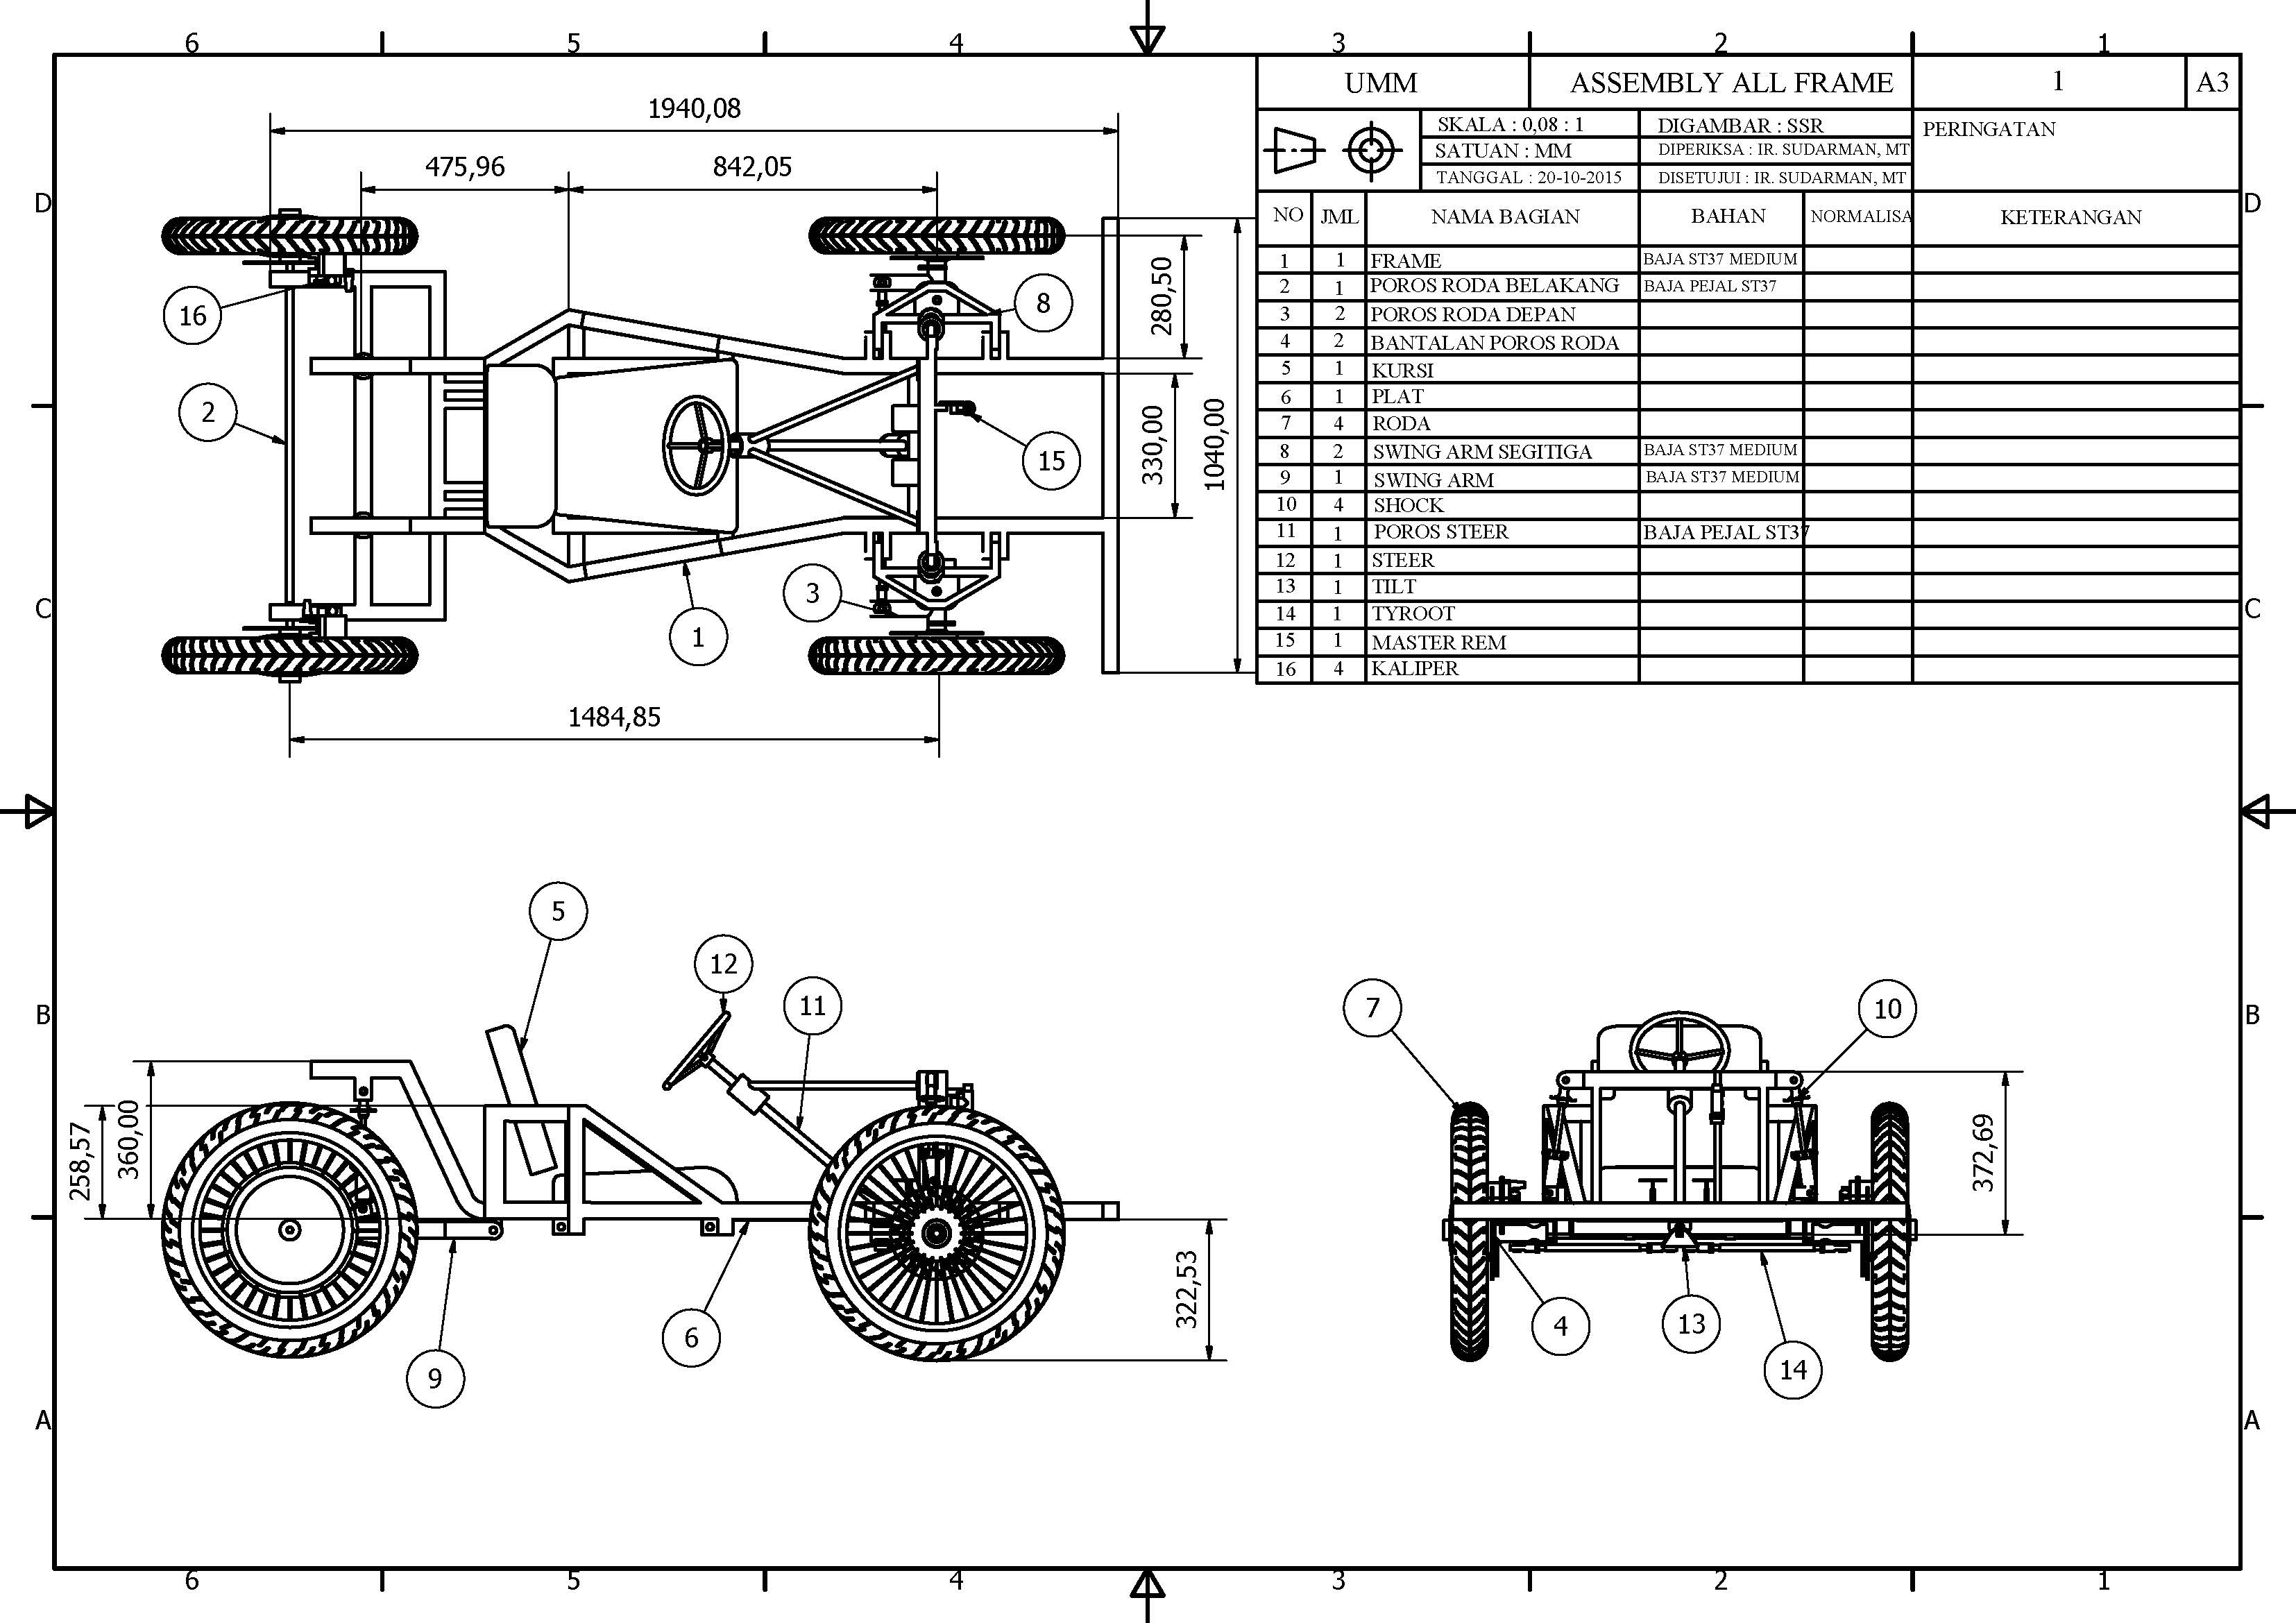 6 5 4 3 2 1
UMM ASSEMBLY ALL FRAME 1 A3
SKALA : 0,08 : 1 DIGAMBAR : SSR PERINGATAN
SATUAN : MM DIPERIKSA : IR. SUDARMAN, MT
TANGGAL : 20-10-2015 DISETUJUI : IR. SUDARMAN, MT
NO JML NAMA BAGIAN BAHAN NORMALISA KETERANGAN
1 1 FRAME BAJA ST37 MEDIUM
2 1 POROS RODA BELAKANG BAJA PEJAL ST37
3 2 POROS RODA DEPAN
4 2 BANTALAN POROS RODA
5 1 KURSI
6 1 PLAT
7 4 RODA
8 2 SWING ARM SEGITIGA BAJA ST37 MEDIUM
9 1 SWING ARM BAJA ST37 MEDIUM
10 4 SHOCK
11 1 POROS STEER BAJA PEJAL ST37
12 1 STEER
13 1 TILT
14 1 TYROOT
15 1 MASTER REM
16 4 KALIPER
1940,08
475,96 842,05
D D
280,50
16 8
2
330,00
1040,00
15
3
C C
1
1484,85
5
12
11
7
10
B B
258,57
360,00
372,69
322,53
6
4
13
14
9
A A
6 5 4 3 2 1